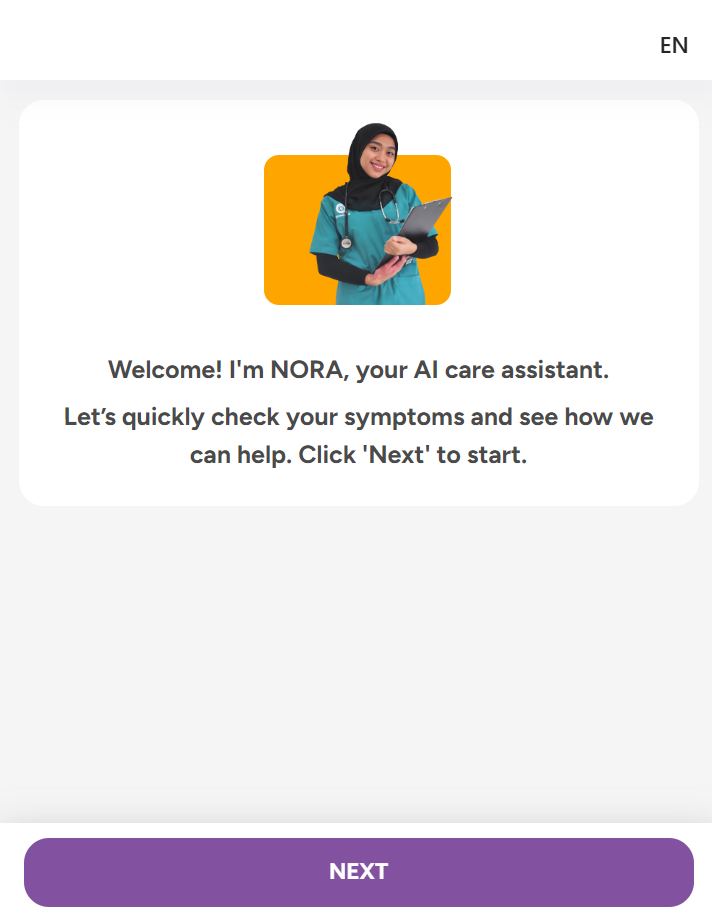 EN
Welcome! I'm NORA, your AI care assistant.
Let’s quickly check your symptoms and see how we
can help. Click 'Next' to start.
NEXT